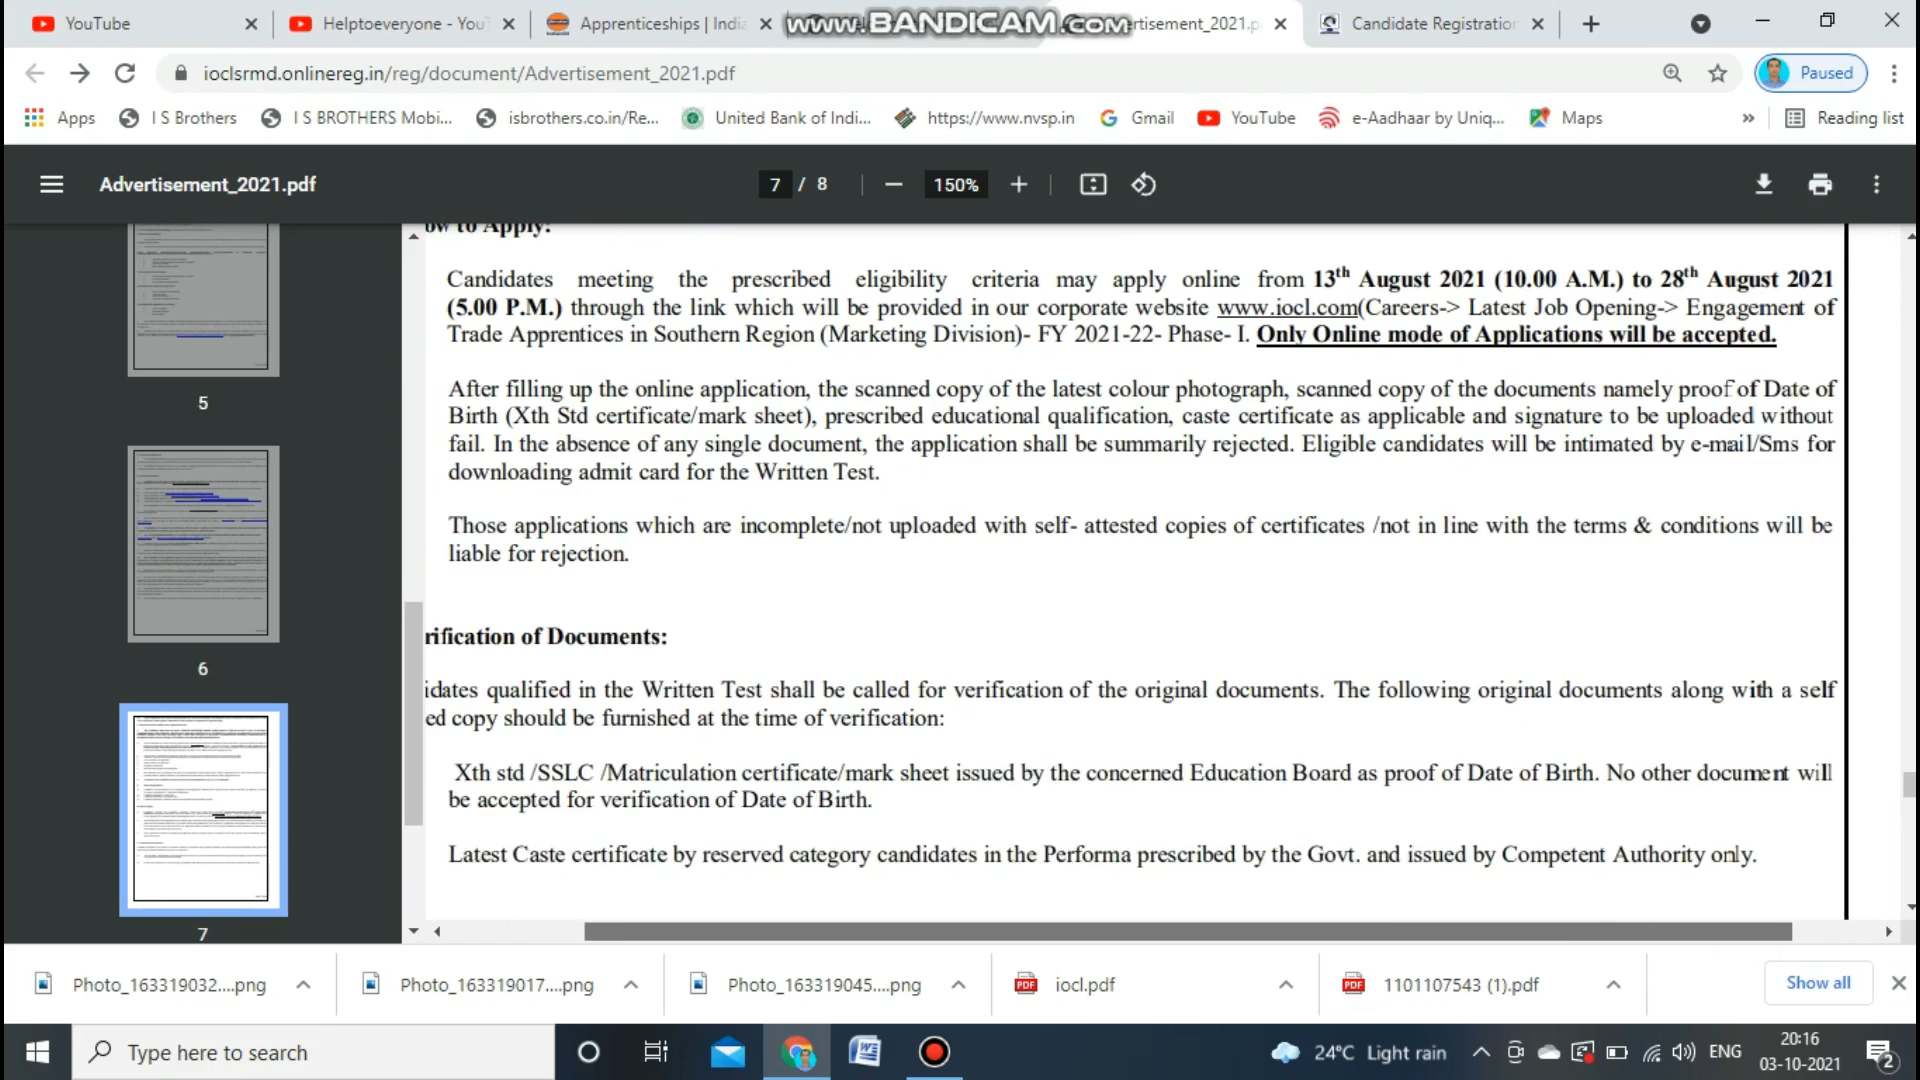 YouTube
Helptoeveryone - YouT
Apprenticeships | India
www.BANDICAM.com
ertisement_2021.p
Candidate Registration
ioclsrmd.onlinereg.in/reg/document/Advertisement_2021.pdf
Paused
Apps
I S Brothers
I S BROTHERS Mobi...
isbrothers.co.in/Re...
United Bank of Indi...
https://www.nvsp.in
Gmail
YouTube
e-Aadhaar by Uniq...
Maps
»
Reading list
Advertisement_2021.pdf
7 / 8
150%
ow to Apply:
Candidates meeting the prescribed eligibility criteria may apply online from 13th August 2021 (10.00 A.M.) to 28th August 2021
(5.00 P.M.) through the link which will be provided in our corporate website www.iocl.com(Careers-> Latest Job Opening-> Engagement of
Trade Apprentices in Southern Region (Marketing Division)- FY 2021-22- Phase- I. Only Online mode of Applications will be accepted.
After filling up the online application, the scanned copy of the latest colour photograph, scanned copy of the documents namely proof of Date of
Birth (Xth Std certificate/mark sheet), prescribed educational qualification, caste certificate as applicable and signature to be uploaded without
fail. In the absence of any single document, the application shall be summarily rejected. Eligible candidates will be intimated by e-mail/Sms for
downloading admit card for the Written Test.
Those applications which are incomplete/not uploaded with self- attested copies of certificates /not in line with the terms & conditions will be
liable for rejection.
rification of Documents:
idates qualified in the Written Test shall be called for verification of the original documents. The following original documents along with a self
ed copy should be furnished at the time of verification:
Xth std /SSLC /Matriculation certificate/mark sheet issued by the concerned Education Board as proof of Date of Birth. No other document will
be accepted for verification of Date of Birth.
Latest Caste certificate by reserved category candidates in the Performa prescribed by the Govt. and issued by Competent Authority only.
5
6
7
Photo_163319032....png
Photo_163319017....png
Photo_163319045....png
iocl.pdf
1101107543 (1).pdf
Show all
Type here to search
24°C Light rain
ENG
20:16
03-10-2021
2